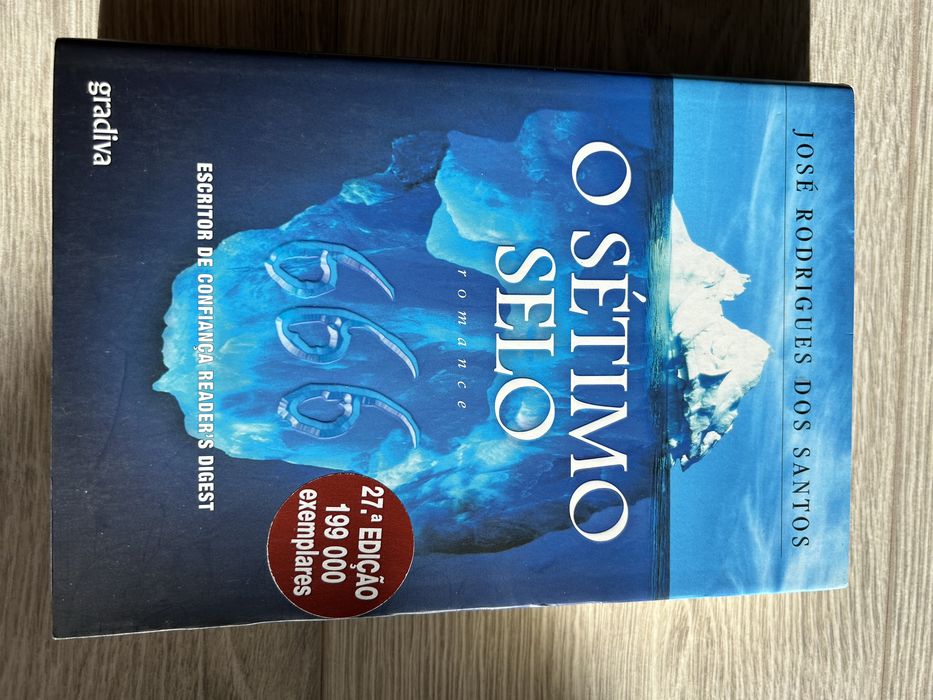 JOSÉ RODRIGUES DOS SANTOS
O SÉTIMO
SELO
romance
666
27.ª EDIÇÃO
199 000
exemplares
ESCRITOR DE CONFIANÇA READER'S DIGEST
gradiva